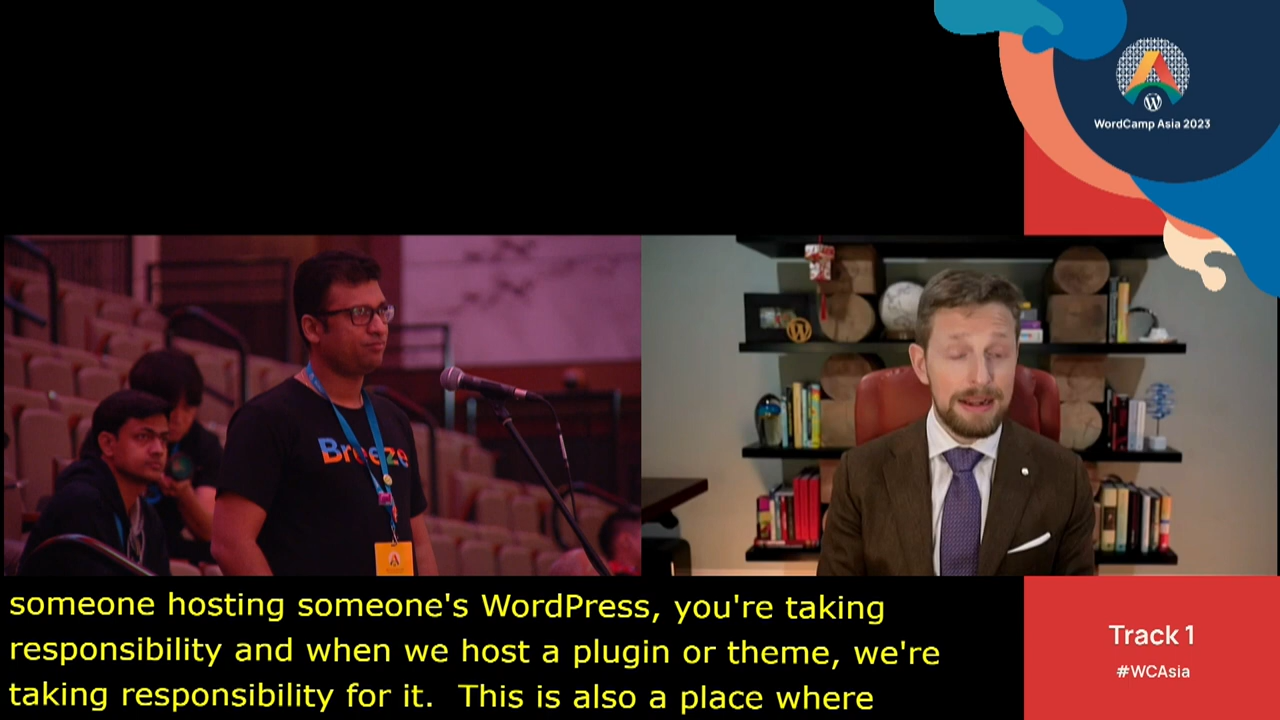 WordCamp Asia 2023
Breeze
someone hosting someone's WordPress, you're taking
responsibility and when we host a plugin or theme, we're
taking responsibility for it.  This is also a place where
Track 1
#WCAsia